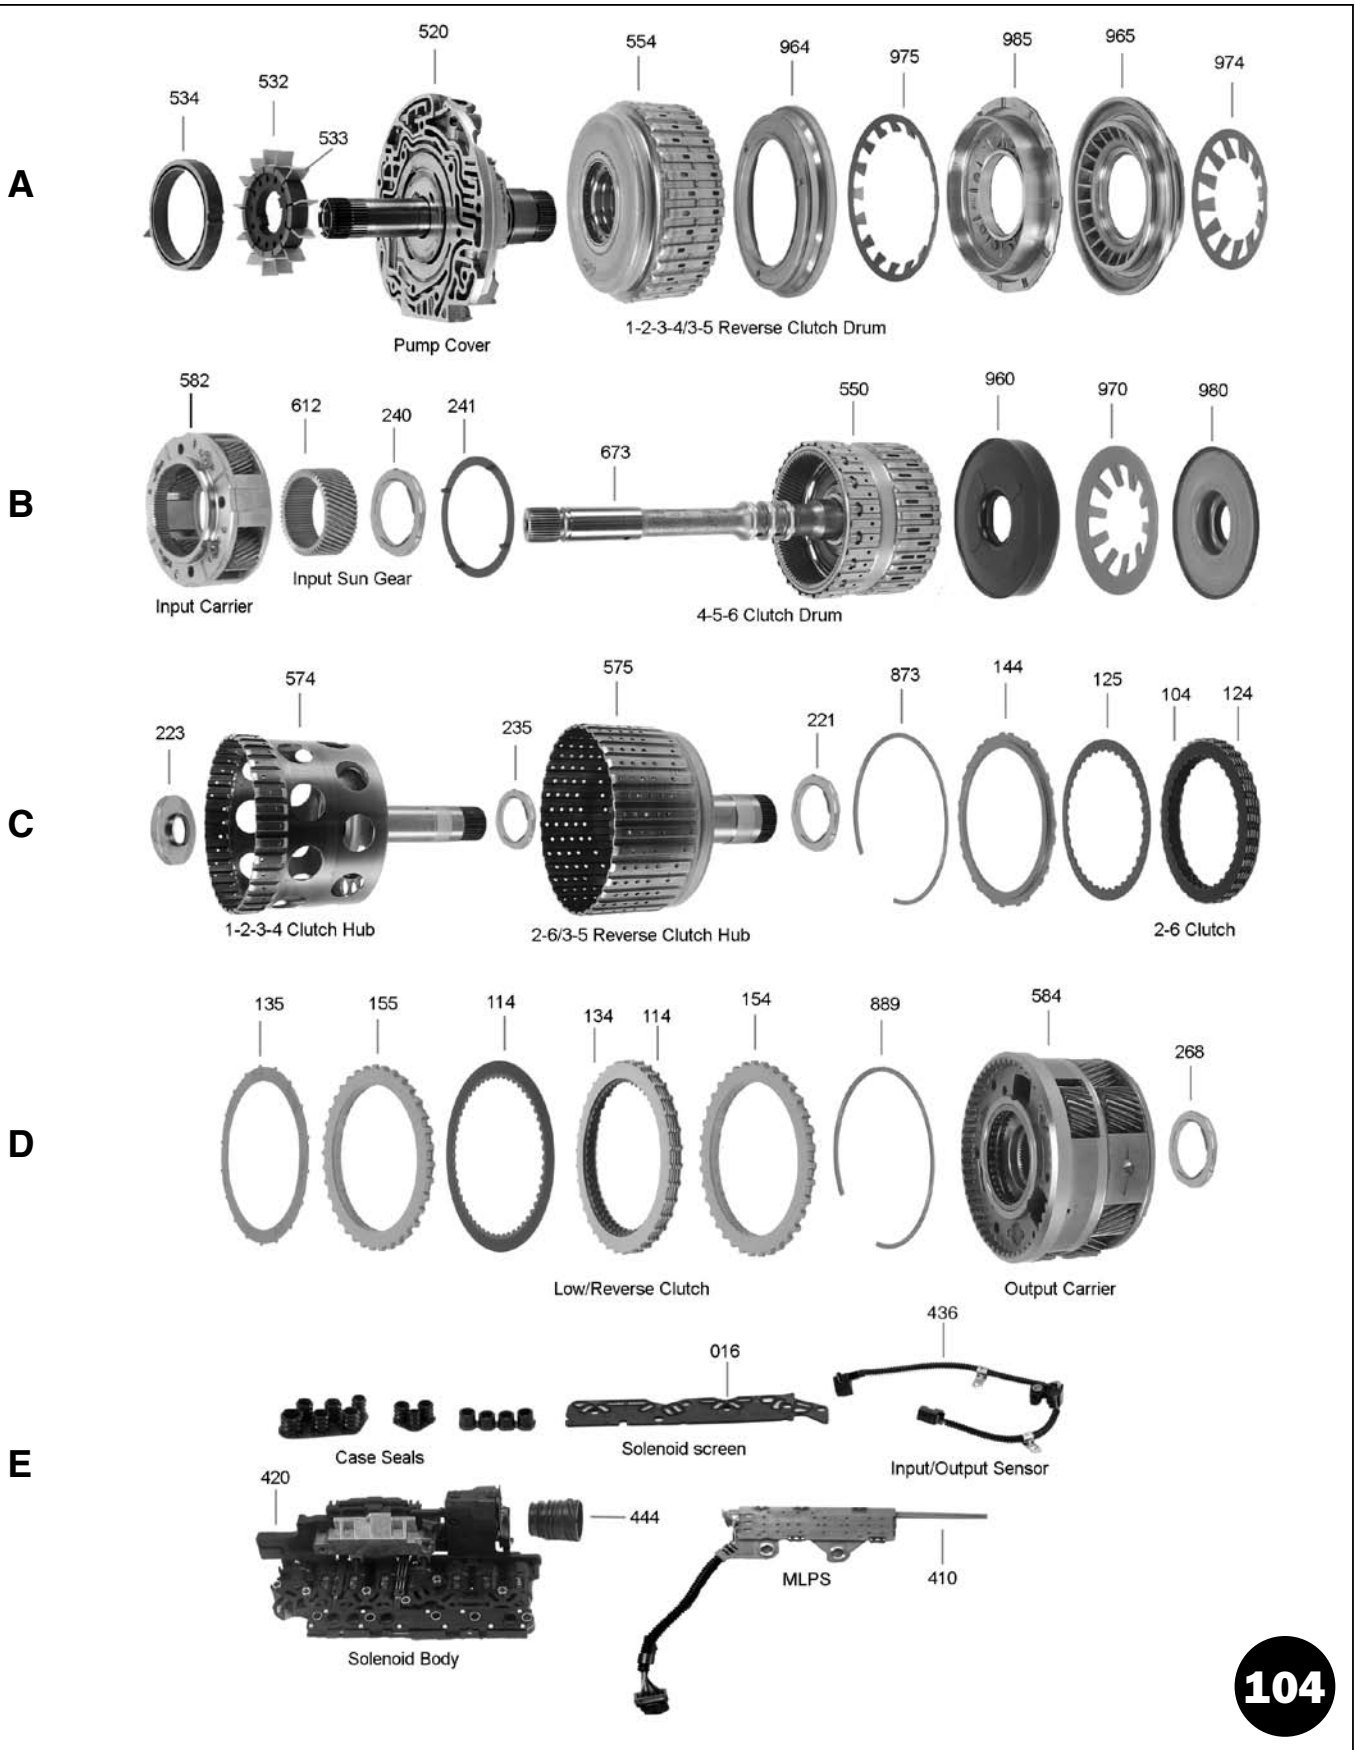 520
554
964
975
985
965
974
534
532
533
A
Pump Cover
1-2-3-4/3-5 Reverse Clutch Drum
582
612
240
241
673
550
960
970
980
B
Input Sun Gear
Input Carrier
4-5-6 Clutch Drum
574
575
873
144
125
104
124
223
235
221
C
1-2-3-4 Clutch Hub
2-6/3-5 Reverse Clutch Hub
2-6 Clutch
135
155
114
134
114
154
889
584
268
D
Low/Reverse Clutch
Output Carrier
436
016
Case Seals
Solenoid screen
Input/Output Sensor
E
420
444
MLPS
410
Solenoid Body
104